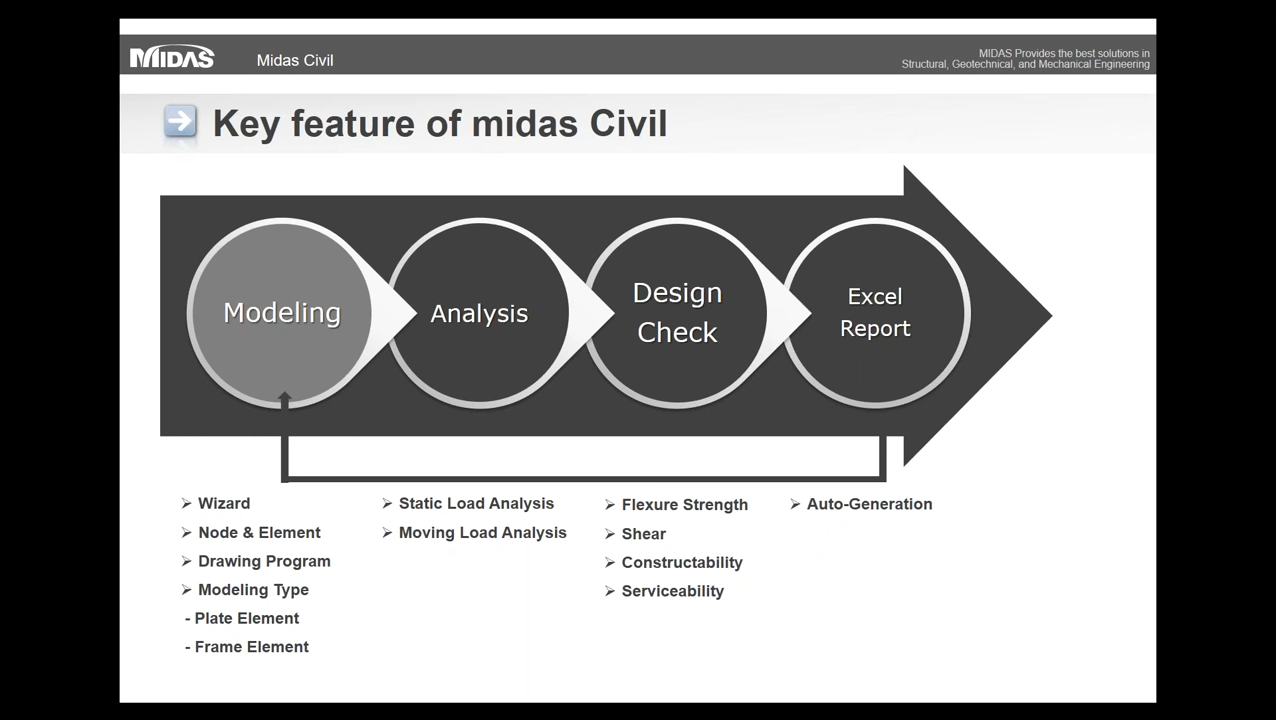 MIDAS
Midas Civil
MIDAS Provides the best solutions in
Structural, Geotechnical, and Mechanical Engineering
Key feature of midas Civil
Modeling
Analysis
Design
Check
Excel
Report
Wizard
Node & Element
Drawing Program
Modeling Type
- Plate Element
- Frame Element
Static Load Analysis
Moving Load Analysis
Flexure Strength
Shear
Constructability
Serviceability
Auto-Generation